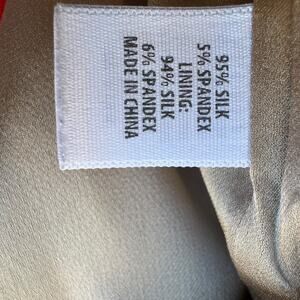 95% SILK
5% SPANDEX
LINING:
94% SILK
6% SPANDEX
MADE IN CHINA